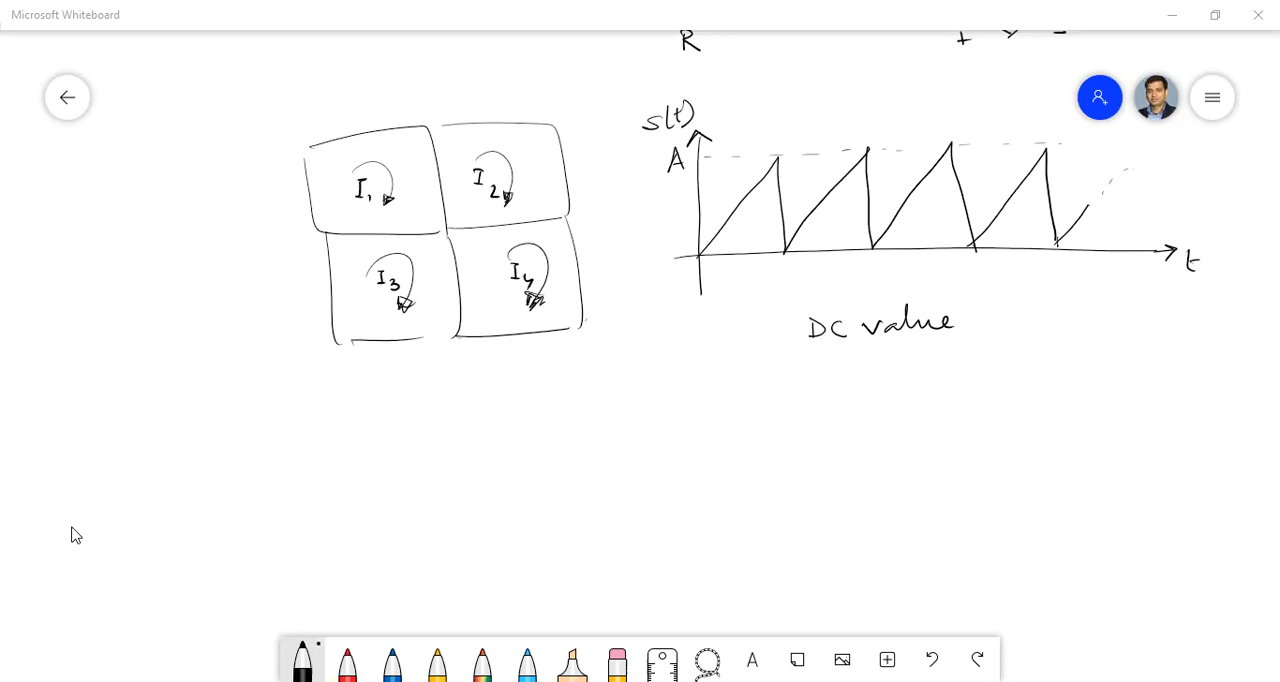 Microsoft Whiteboard
R
s(t)
A
I1
I2
I3
I4
t
DC value
A